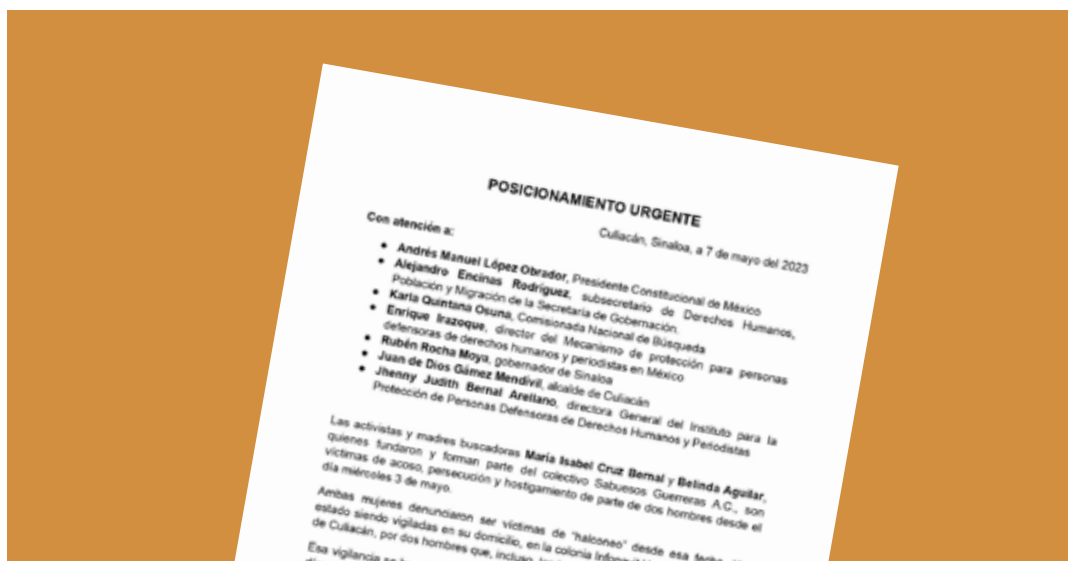 POSICIONAMIENTO URGENTE
Culiacán, Sinaloa, a 7 de mayo del 2023
Con atención a:
● Andrés Manuel López Obrador, Presidente Constitucional de México
● Alejandro Encinas Rodríguez, subsecretario de Derechos Humanos,
Población y Migración de la Secretaría de Gobernación.
● Karla Quintana Osuna, Comisionada Nacional de Búsqueda
● Enrique Irazoque, director del Mecanismo de protección para personas
defensoras de derechos humanos y periodistas en México
● Rubén Rocha Moya, gobernador de Sinaloa
● Juan de Dios Gámez Mendívil, alcalde de Culiacán
● Jhenny Judith Bernal Arellano, directora General del Instituto para la
Protección de Personas Defensoras de Derechos Humanos y Periodistas
Las activistas y madres buscadoras María Isabel Cruz Bernal y Belinda Aguilar,
quienes fundaron y forman parte del colectivo Sabuesos Guerreras A.C., son
víctimas de acoso, persecución y hostigamiento de parte de dos hombres desde el
día miércoles 3 de mayo.
Ambas mujeres denunciaron ser víctimas de "halconeo" desde esa
estado siendo vigiladas en su domicilio, en la colonia
de Culiacán, por dos hombres que, incluso,
Esa vigilancia se